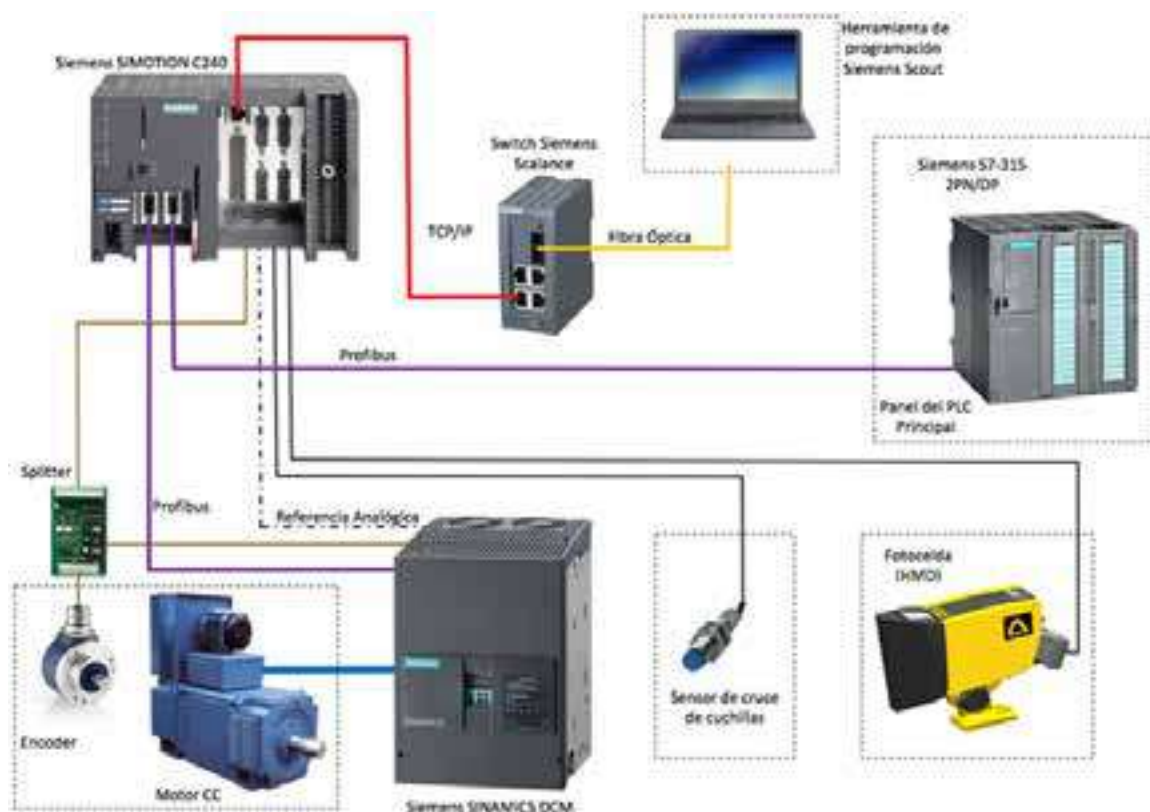 Siemens SIMOTION C240
Herramienta de
programación
Siemens Scout
Switch Siemens
Scalance
Siemens S7-315
2PN/DP
TCP/IP
Fibra Óptica
Profibus
Panel del PLC
Principal
Splitter
Profibus
Referencia Analógica
Fotocelda
(HMD)
SIEMENS
Sensor de cruce
de cuchillas
Encoder
Motor CC
Siemens SINAMICS DCM